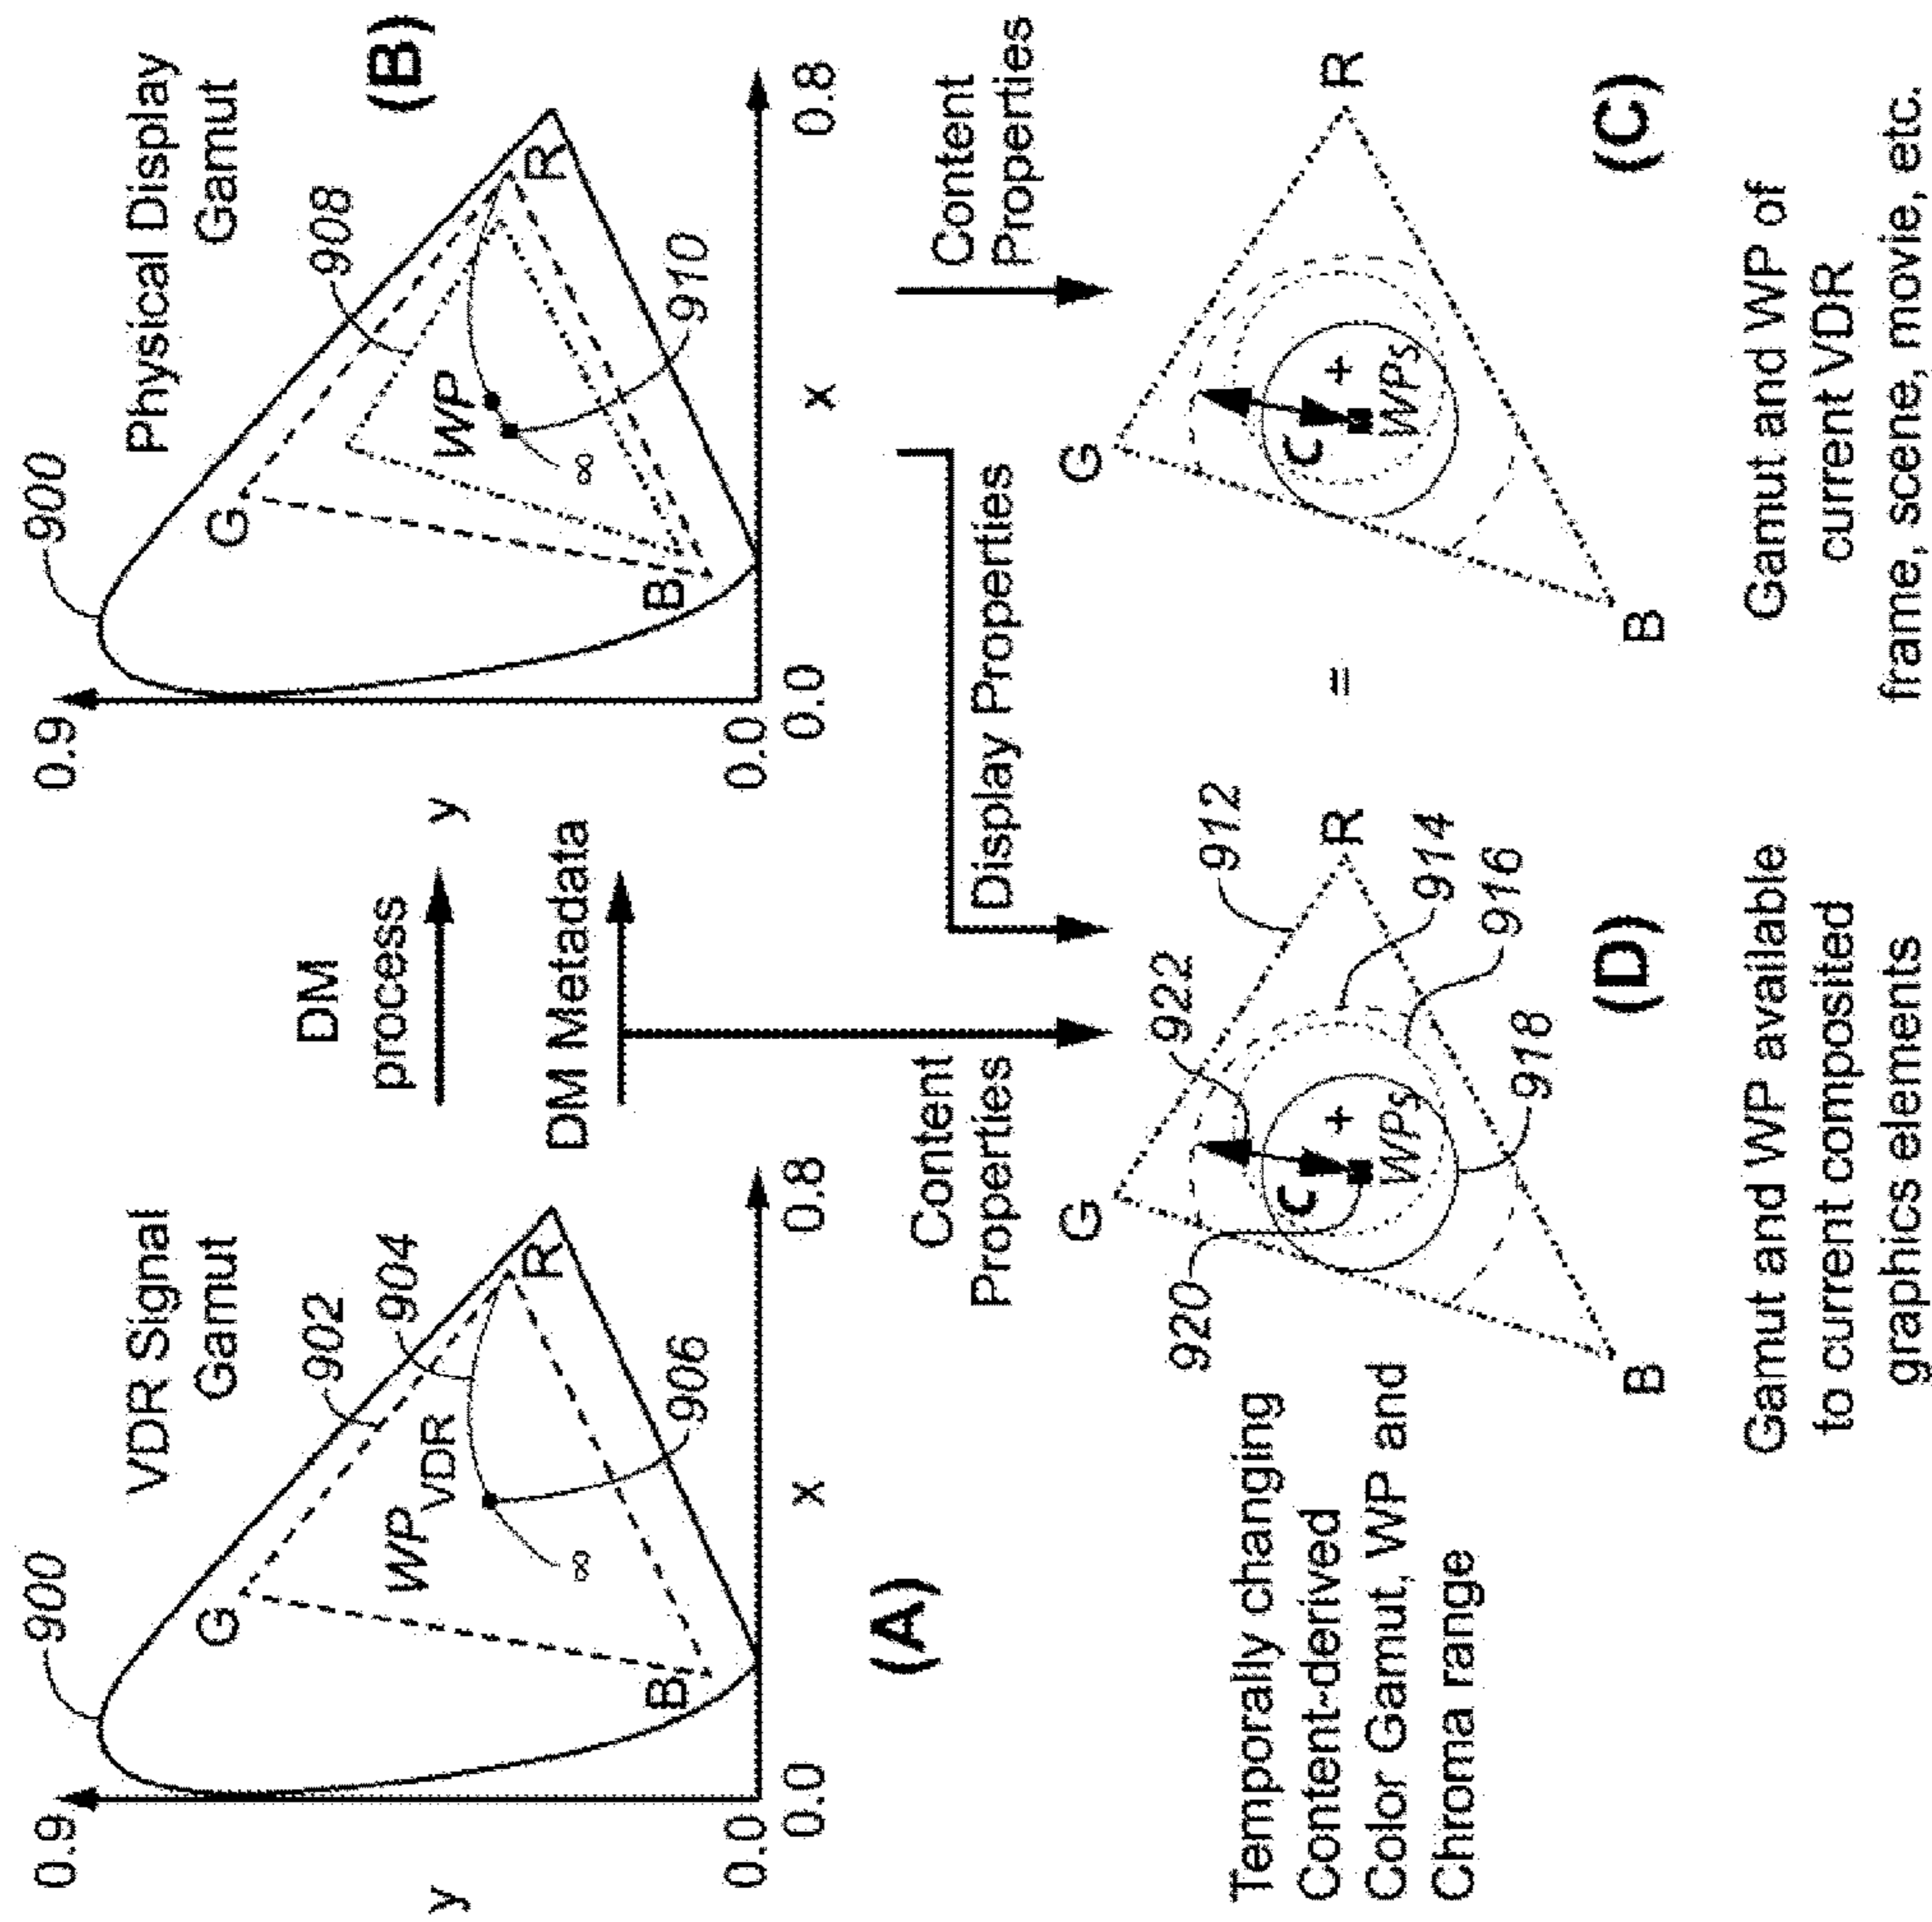 900
VDR Signal
Gamut
902
904
0.9
y
G
R
B
WP
VDR
∞
906
0.0
0.0
x
0.8
(A)
DM
process
DM Metadata
900
Physical Display
Gamut
(B)
908
0.9
y
G
R
B
WP
∞
910
0.0
0.0
x
0.8
Content
Properties
Display Properties
Content
Properties
Temporally changing
Content-derived
Color Gamut, WP and
Chroma range
920
922
912
914
916
918
G
R
B
C
+
WPs
(D)
Gamut and WP available
to current composited
graphics elements
=
G
R
B
C
+
WPs
(C)
Gamut and WP of
current VDR
frame, scene, movie, etc.